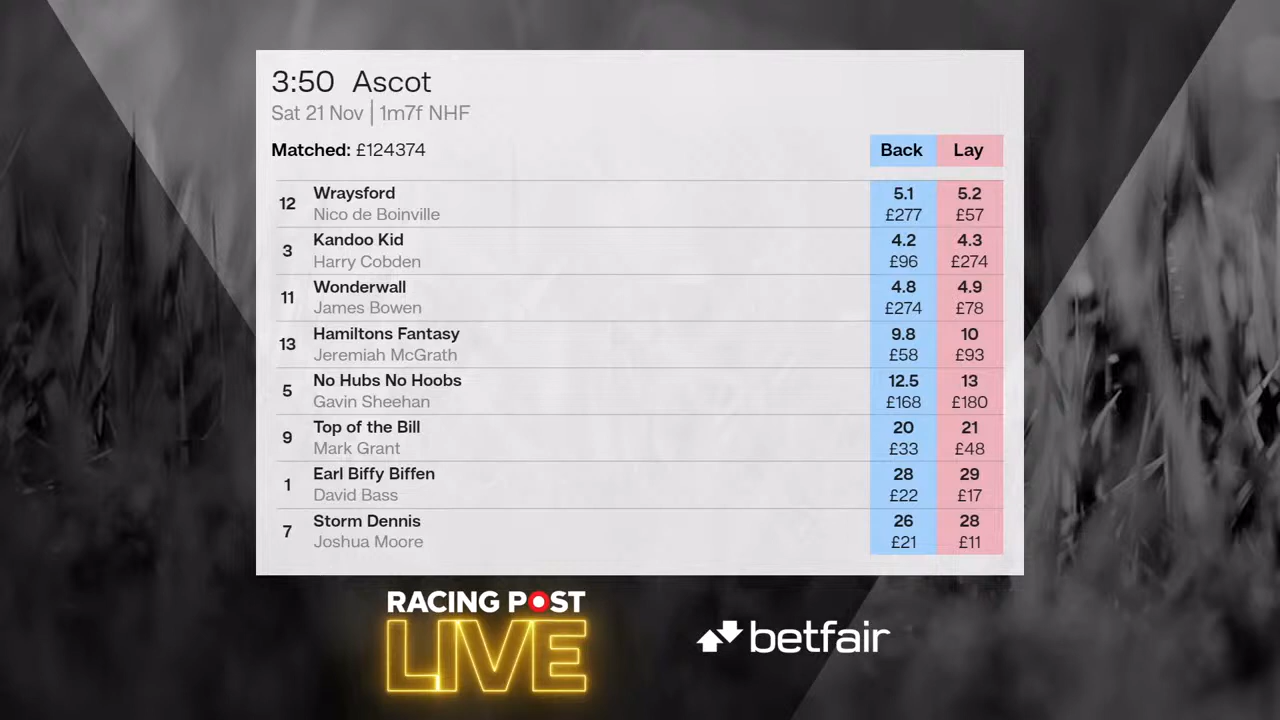 3:50 Ascot
Sat 21 Nov | 1m7f NHF
Matched: £124374 Back Lay
12 Wraysford 5.1 5.2
Nico de Boinville £277 £57
3 Kandoo Kid 4.2 4.3
Harry Cobden £96 £274
11 Wonderwall 4.8 4.9
James Bowen £274 £78
13 Hamiltons Fantasy 9.8 10
Jeremiah McGrath £58 £93
5 No Hubs No Hoobs 12.5 13
Gavin Sheehan £168 £180
9 Top of the Bill 20 21
Mark Grant £33 £48
1 Earl Biffy Biffen 28 29
David Bass £22 £17
7 Storm Dennis 26 28
Joshua Moore £21 £11
RACING POST
LIVE
betfair